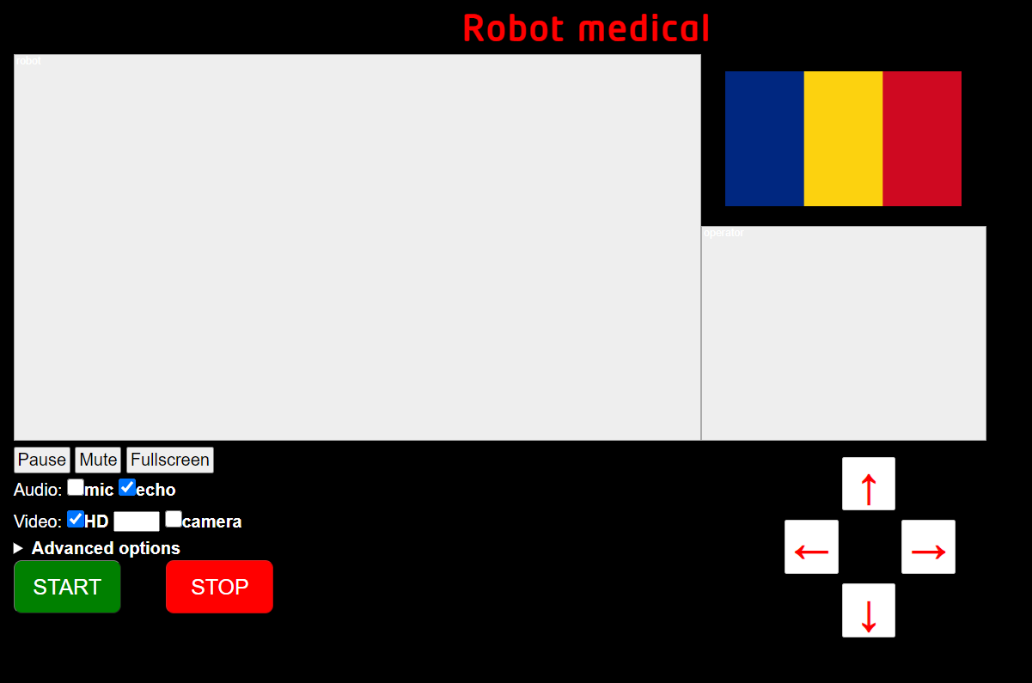 Robot medical
robot
operator
Pause Mute Fullscreen
Audio: mic echo
Video: HD camera
▶ Advanced options
START STOP
↑
← →
↓